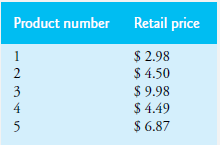 Product number Retail price
1 $ 2.98
2 $ 4.50
3 $ 9.98
4 $ 4.49
5 $ 6.87